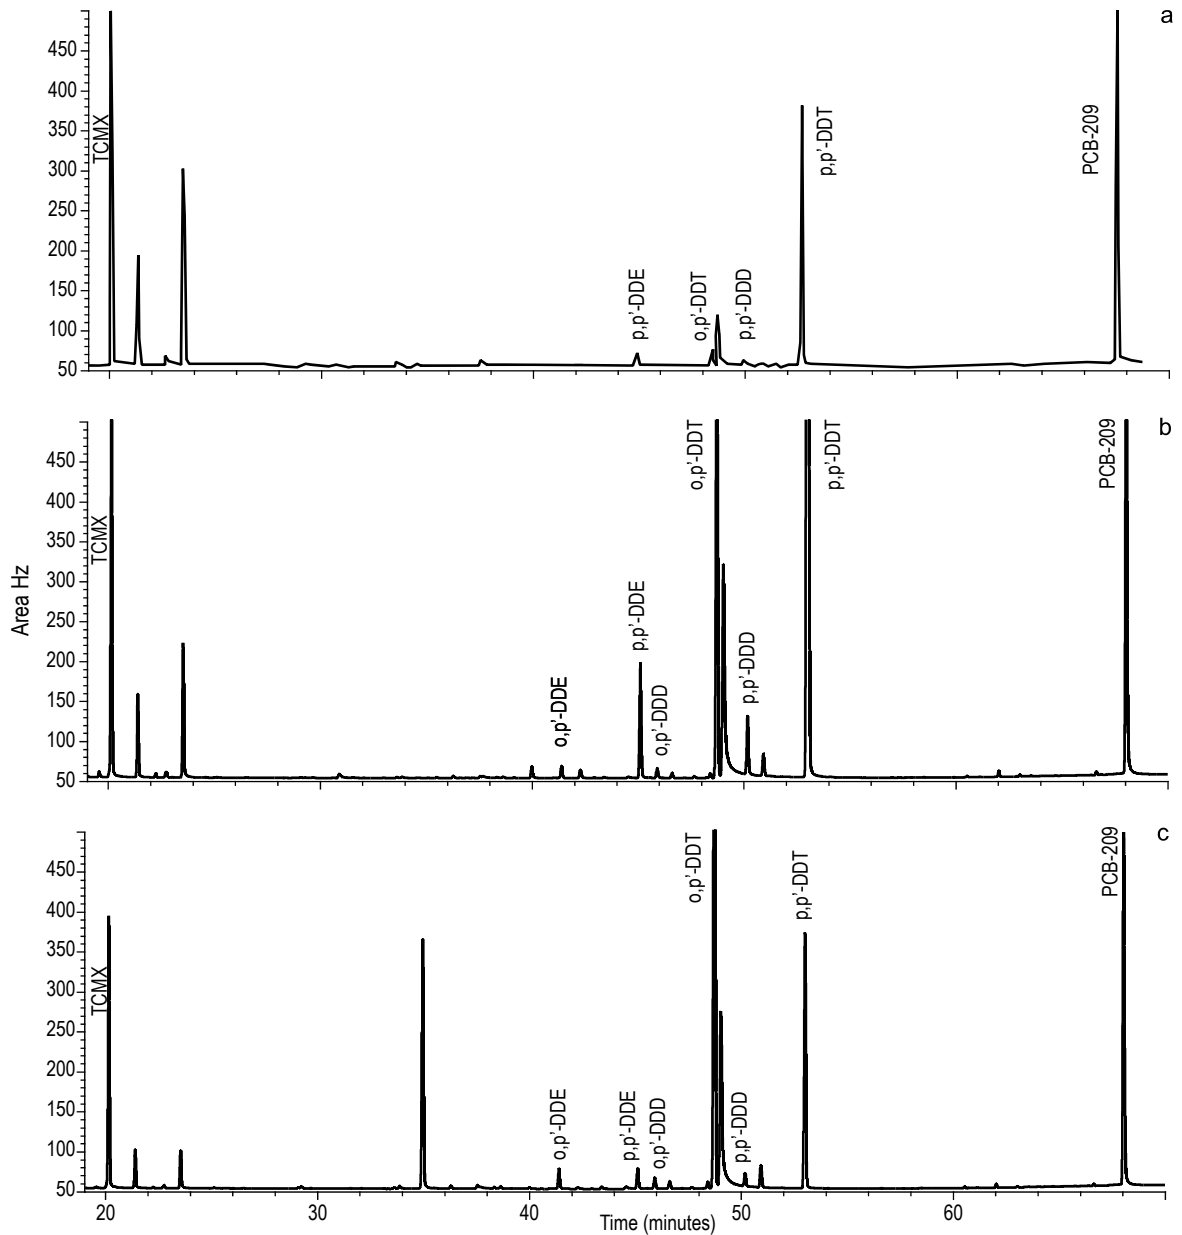 a
450
400
350
300
250
200
150
100
50
TCMX
p,p'-DDE
o,p'-DDT
p,p'-DDD
p,p'-DDT
PCB-209
b
450
400
350
300
250
200
150
100
50
TCMX
o,p'-DDE
p,p'-DDE
o,p'-DDD
o,p'-DDT
p,p'-DDD
p,p'-DDT
PCB-209
Area Hz
c
450
400
350
300
250
200
150
100
50
TCMX
o,p'-DDE
p,p'-DDE
o,p'-DDD
o,p'-DDT
p,p'-DDD
p,p'-DDT
PCB-209
20
30
50
60
Time (minutes)